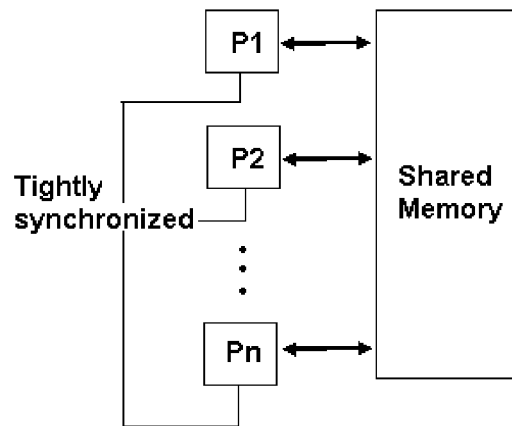 P1
P2
Tightly
synchronized
Shared
Memory
Pn